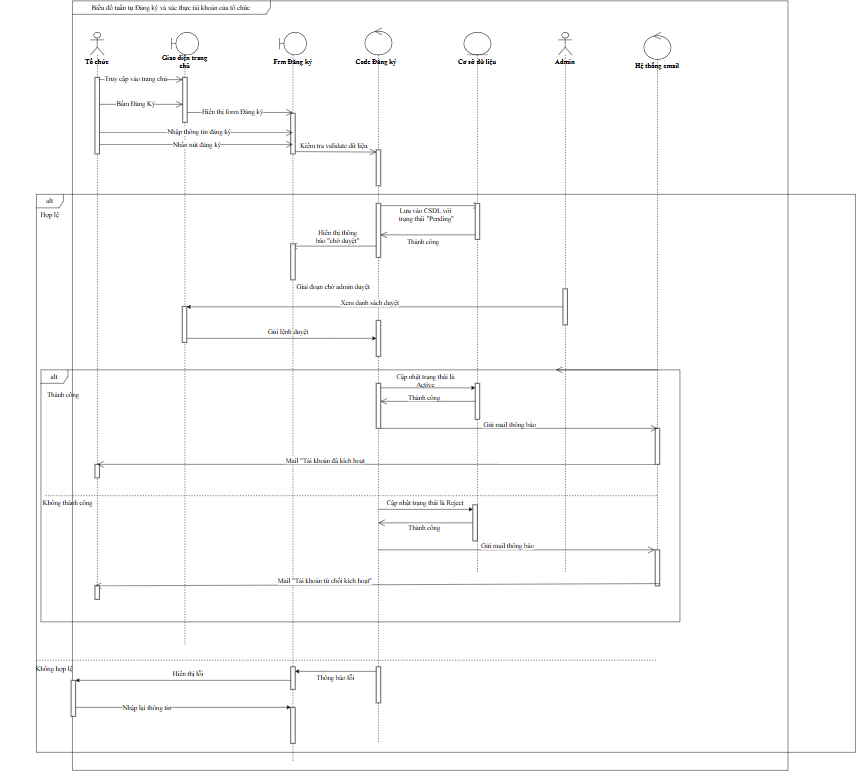 Biểu đồ tuần tự Đăng ký và xác thực tài khoản của tổ chức
Tổ chức
Giao diện trang
chủ
Frm Đăng ký
Code Đăng ký
Cơ sở dữ liệu
Admin
Hệ thống email
Truy cập vào trang chủ
Bấm Đăng Ký
Hiển thị form Đăng ký
Nhập thông tin đăng ký
Nhấn nút đăng ký
Kiểm tra validate dữ liệu
alt
Hợp lệ
Lưu vào CSDL với
trạng thái "Pending"
Hiển thị thông
báo "chờ duyệt"
Thành công
Giai đoạn chờ admin duyệt
Xem danh sách duyệt
Gửi lệnh duyệt
alt
Cập nhật trạng thái là
Active
Thành công
Thành công
Gửi mail thông báo
Mail "Tài khoản đã kích hoạt
Không thành công
Cập nhật trạng thái là Reject
Thành công
Gửi mail thông báo
Mail "Tài khoản từ chối kích hoạt"
Không hợp lệ
Hiển thị lỗi
Thông báo lỗi
Nhập lại thông tin